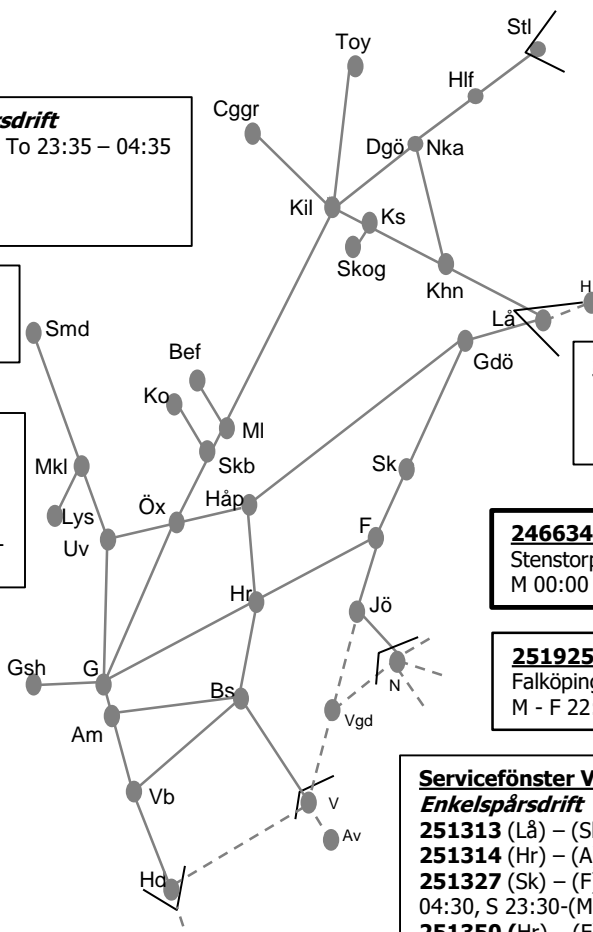 Stl
Toy
Hlf
Cggr
sdrift
To 23:35 – 04:35
Dgö
Nka
Kil
Ks
Skog
Khn
H
Lå
Smd
Bef
Gdö
Ko
Ml
Skb
Mkl
Sk
Öx
Håp
Lys
F
Uv
246634
Stenstorp
M 00:00
Hr
Jö
Gsh
G
Bs
N
251925
Falköping
M - F 22:
Am
Vgd
Vb
V
Av
Hd
Servicefönster V
Enkelspårsdrift
251313 (Lå) – (Sk
251314 (Hr) – (A
251327 (Sk) – (F)
04:30, S 23:30-(M
251350 (Hr) – (F